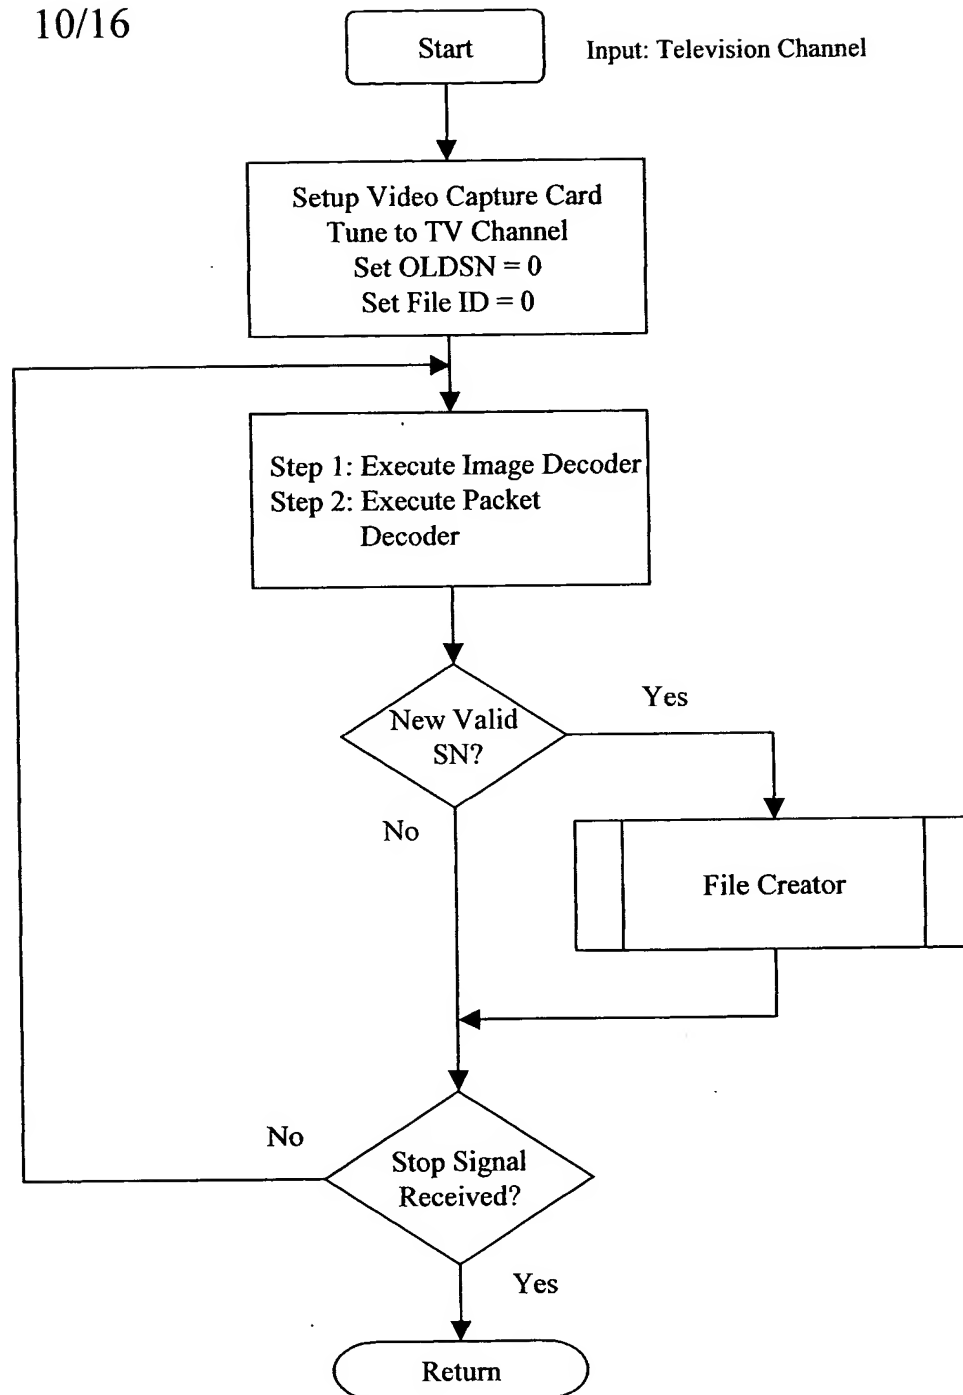 10/16
Start
Input: Television Channel
Setup Video Capture Card
Tune to TV Channel
Set OLDSN = 0
Set File ID = 0
Step 1: Execute Image Decoder
Step 2: Execute Packet
Decoder
New Valid
SN?
Yes
No
File Creator
No
Stop Signal
Received?
Yes
Return